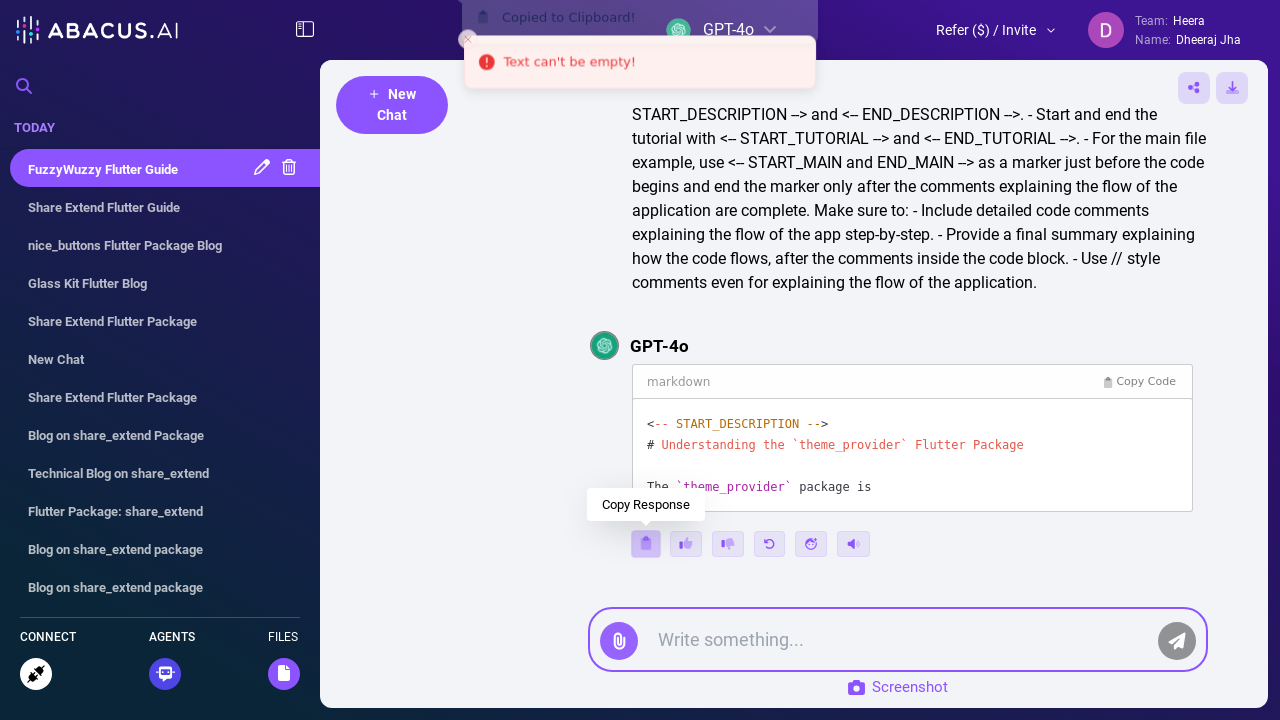 ABACUS.AI
Copied to Clipboard!
GPT-4o
Refer ($) / Invite
Team: Heera
Name: Dheeraj Jha
D
Text can't be empty!
TODAY
FuzzyWuzzy Flutter Guide
Share Extend Flutter Guide
nice_buttons Flutter Package Blog
Glass Kit Flutter Blog
Share Extend Flutter Package
New Chat
Share Extend Flutter Package
Blog on share_extend Package
Technical Blog on share_extend
Flutter Package: share_extend
Blog on share_extend package
Blog on share_extend package
CONNECT
AGENTS
FILES
+ New
Chat
START_DESCRIPTION --> and <-- END_DESCRIPTION -->. - Start and end the
tutorial with <-- START_TUTORIAL --> and <-- END_TUTORIAL -->. - For the main file
example, use <-- START_MAIN and END_MAIN --> as a marker just before the code
begins and end the marker only after the comments explaining the flow of the
application are complete. Make sure to: - Include detailed code comments
explaining the flow of the app step-by-step. - Provide a final summary explaining
how the code flows, after the comments inside the code block. - Use // style
comments even for explaining the flow of the application.
GPT-4o
markdown
Copy Code
<-- START_DESCRIPTION -->
# Understanding the `theme_provider` Flutter Package
The `theme_provider` package is
Copy Response
Write something...
Screenshot